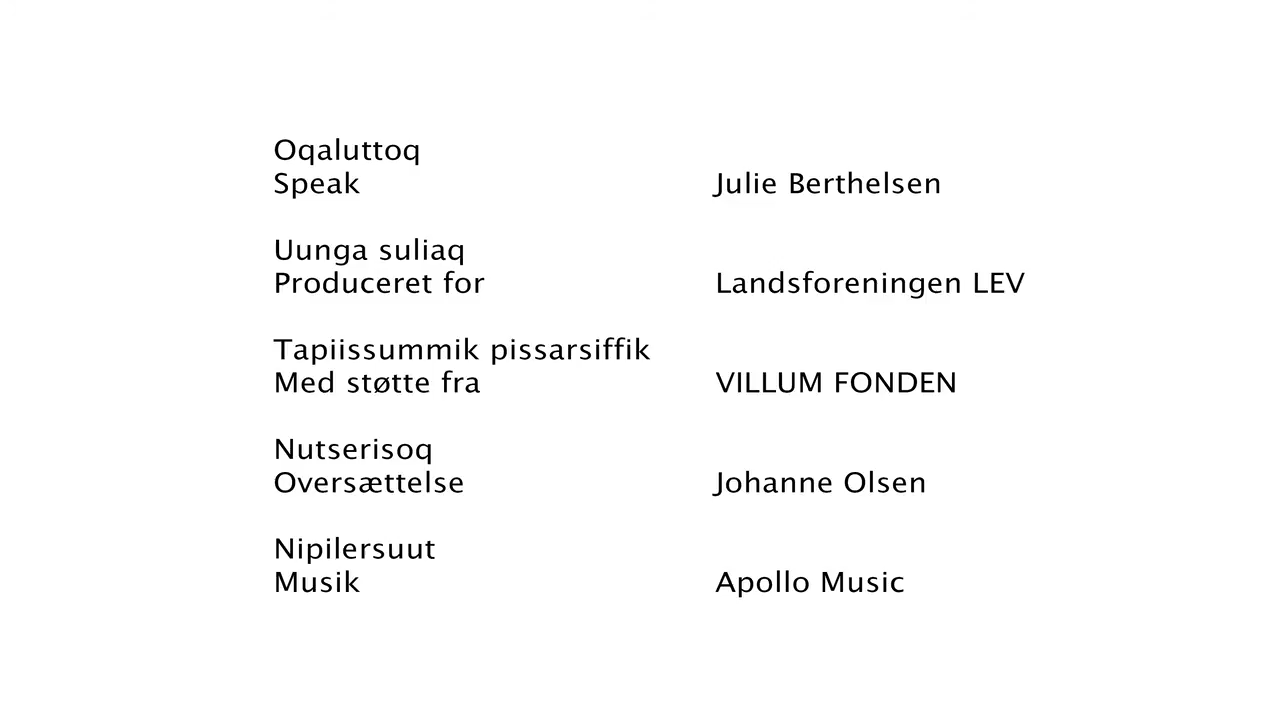 Oqaluttoq
Speak Julie Berthelsen
Uunga suliaq
Produceret for Landsforeningen LEV
Tapiissummik pissarsiffik
Med støtte fra VILLUM FONDEN
Nutserisoq
Oversættelse Johanne Olsen
Nipilersuut
Musik Apollo Music